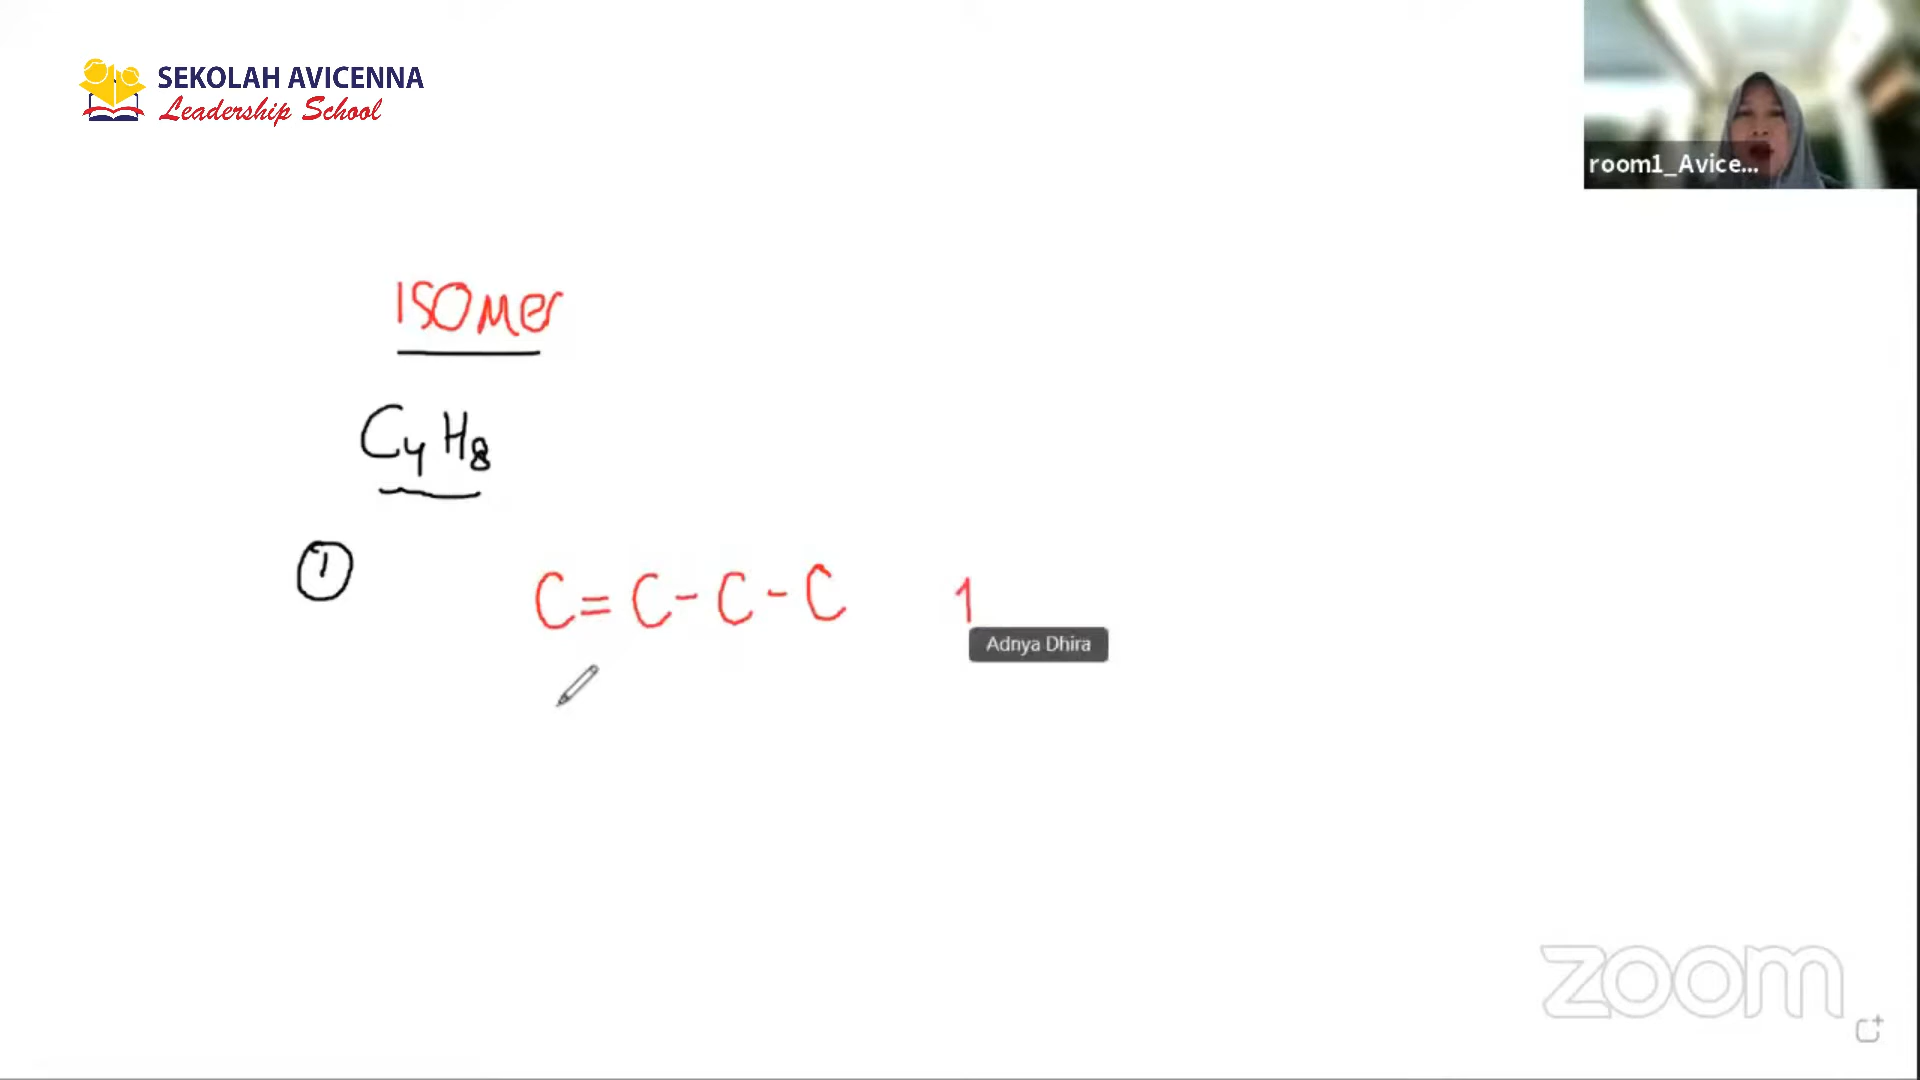 SEKOLAH AVICENNA
Leadership School
room1_Avice...
ISOMer
C₄H₈
① C=C-C-C 1
Adnya Dhira
zoom